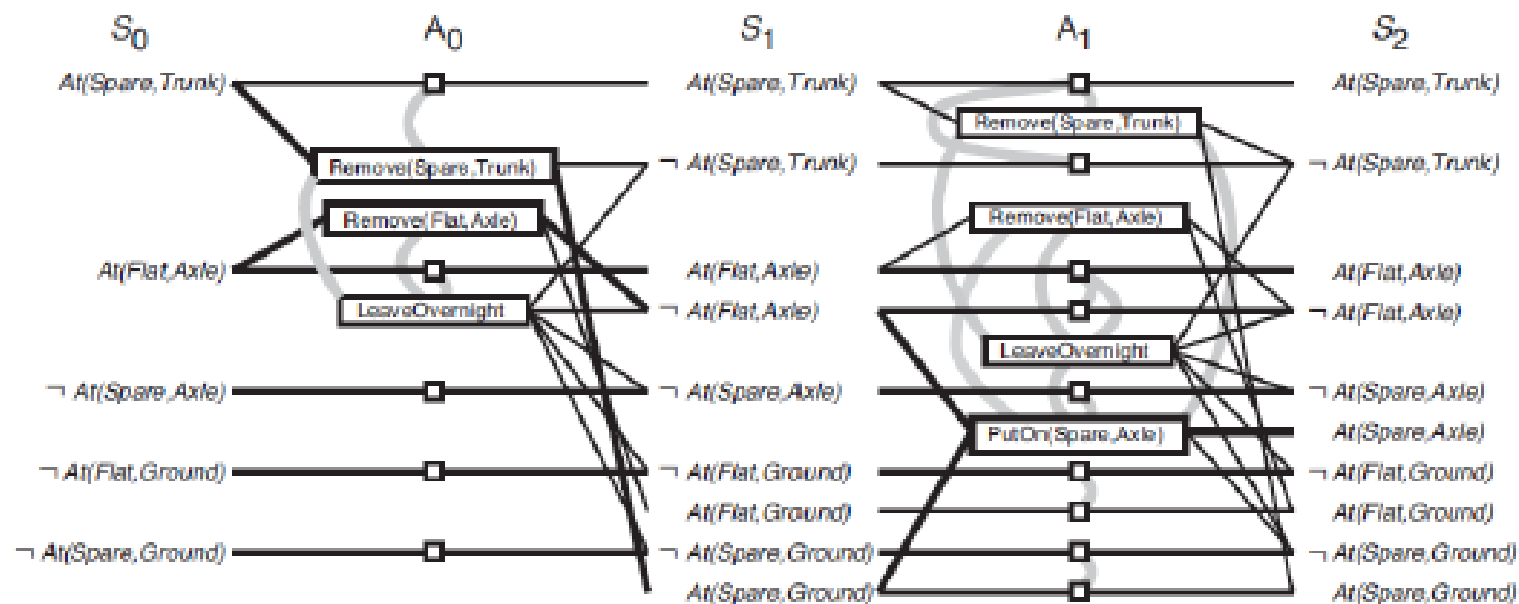 S0 A0 S1 A1 S2
At(Spare,Trunk) At(Spare,Trunk) At(Spare,Trunk)
Remove(Spare,Trunk)
Remove(Spare,Trunk) ¬ At(Spare,Trunk) ¬ At(Spare,Trunk)
Remove(Flat,Axle) Remove(Flat,Axle)
At(Flat,Axle) At(Flat,Axle) At(Flat,Axle)
LeaveOvernight ¬ At(Flat,Axle) ¬ At(Flat,Axle)
LeaveOvernight
¬ At(Spare,Axle) ¬ At(Spare,Axle) ¬ At(Spare,Axle)
PutOn(Spare,Axle) At(Spare,Axle)
¬ At(Flat,Ground) ¬ At(Flat,Ground) ¬ At(Flat,Ground)
At(Flat,Ground) At(Flat,Ground)
¬ At(Spare,Ground) ¬ At(Spare,Ground) ¬ At(Spare,Ground)
At(Spare,Ground) At(Spare,Ground)